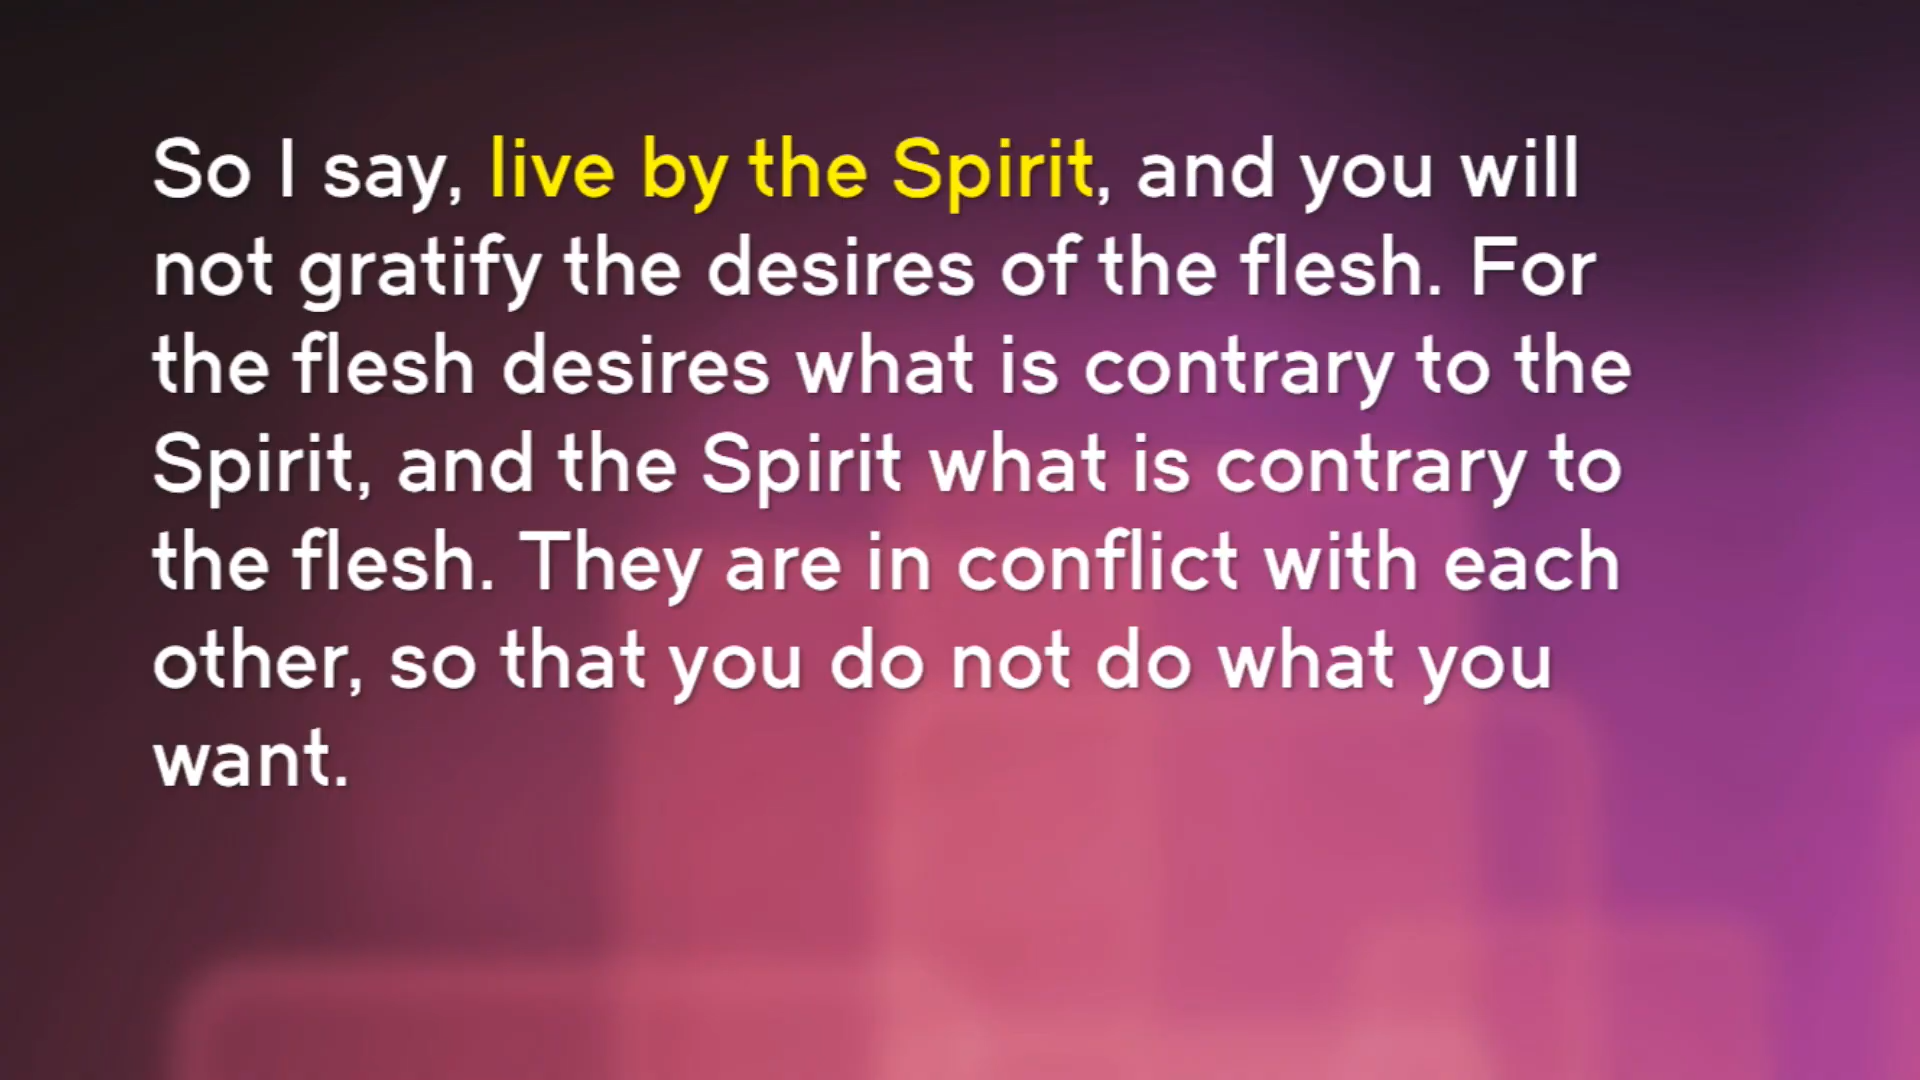 So I say, live by the Spirit, and you will
not gratify the desires of the flesh. For
the flesh desires what is contrary to the
Spirit, and the Spirit what is contrary to
the flesh. They are in conflict with each
other, so that you do not do what you
want.